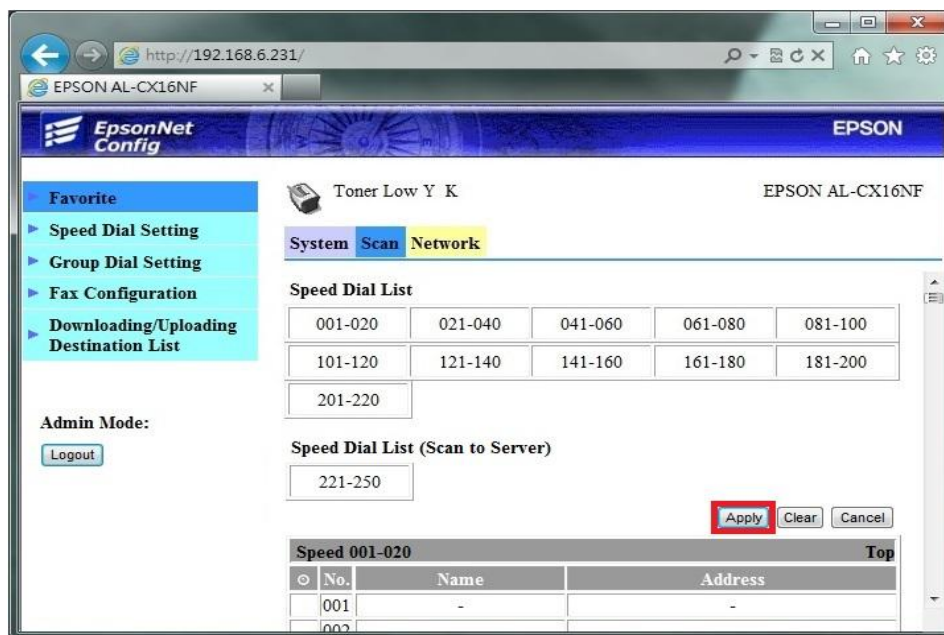 http://192.168.6.231/
EPSON AL-CX16NF
EpsonNet
Config
EPSON
Favorite
Speed Dial Setting
Group Dial Setting
Fax Configuration
Downloading/Uploading
Destination List
Admin Mode:
Logout
Toner Low Y K
EPSON AL-CX16NF
System Scan Network
Speed Dial List
001-020 021-040 041-060 061-080 081-100
101-120 121-140 141-160 161-180 181-200
201-220
Speed Dial List (Scan to Server)
221-250
Apply Clear Cancel
Speed 001-020 Top
No. Name Address
001 - -
002